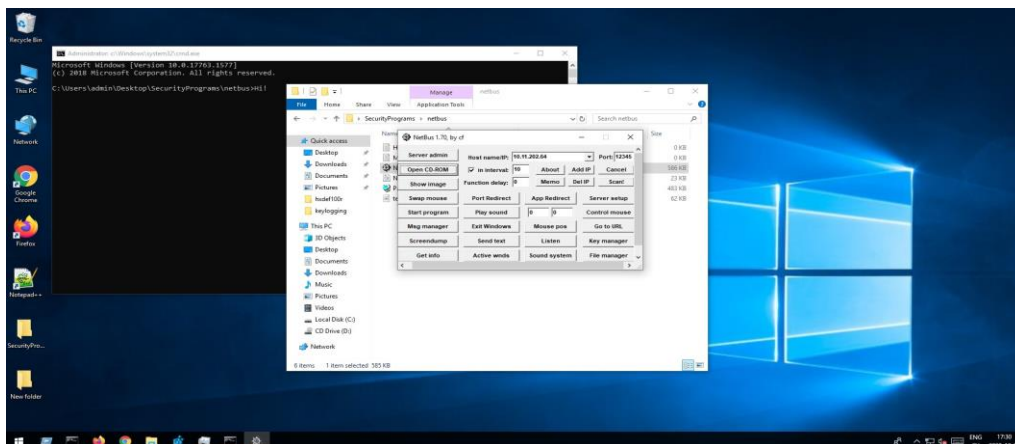 Recycle Bin
This PC
Network
Google
Chrome
Firefox
Notepad++
SecurityPro...
New folder
Administrator: c:\Windows\system32\cmd.exe
Microsoft Windows [Version 10.0.17763.1577]
(c) 2018 Microsoft Corporation. All rights reserved.
C:\Users\admin\Desktop\SecurityPrograms\netbus>Hi!
Manage
netbus
File Home Share View Application Tools
SecurityPrograms netbus
Search netbus
Quick access
Desktop
Downloads
Documents
Pictures
hsdef100r
keylogging
This PC
3D Objects
Desktop
Documents
Downloads
Music
Pictures
Videos
Local Disk (C:)
CD Drive (D:)
Network
Size
0 KB
0 KB
586 KB
23 KB
483 KB
62 KB
NetBus 1.70, by cf
Server admin Host name/IP: 10.11.202.64 Port: 12345
Open CD-ROM in interval: 10 About Add IP Cancel
Show image Function delay: 0 Memo Del IP Scan!
Swap mouse Port Redirect App Redirect Server setup
Start program Play sound 0 0 Control mouse
Msg manager Exit Windows Mouse pos Go to URL
Screendump Send text Listen Key manager
Get info Active wnds Sound system File manager
6 items 1 item selected 585 KB
ENG 17:30